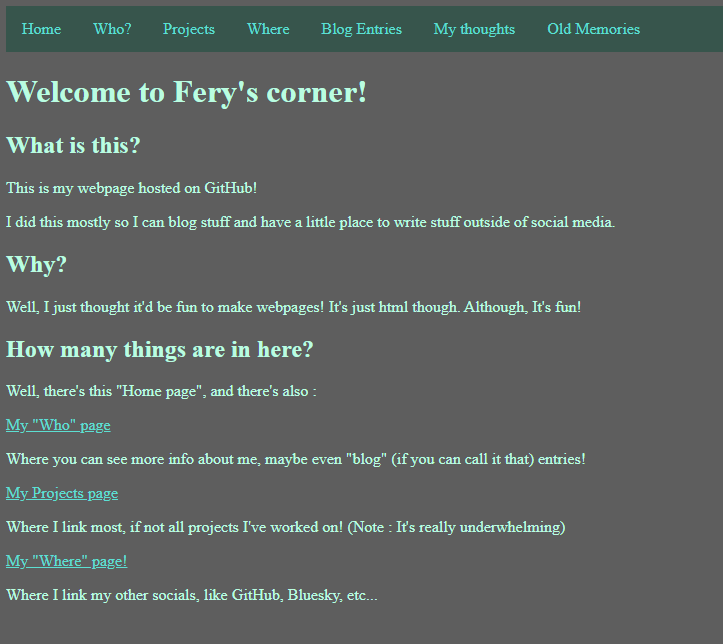 Home Who? Projects Where Blog Entries My thoughts Old Memories
Welcome to Fery's corner!
What is this?
This is my webpage hosted on GitHub!
I did this mostly so I can blog stuff and have a little place to write stuff outside of social media.
Why?
Well, I just thought it'd be fun to make webpages! It's just html though. Although, It's fun!
How many things are in here?
Well, there's this "Home page", and there's also :
My "Who" page
Where you can see more info about me, maybe even "blog" (if you can call it that) entries!
My Projects page
Where I link most, if not all projects I've worked on! (Note : It's really underwhelming)
My "Where" page!
Where I link my other socials, like GitHub, Bluesky, etc...